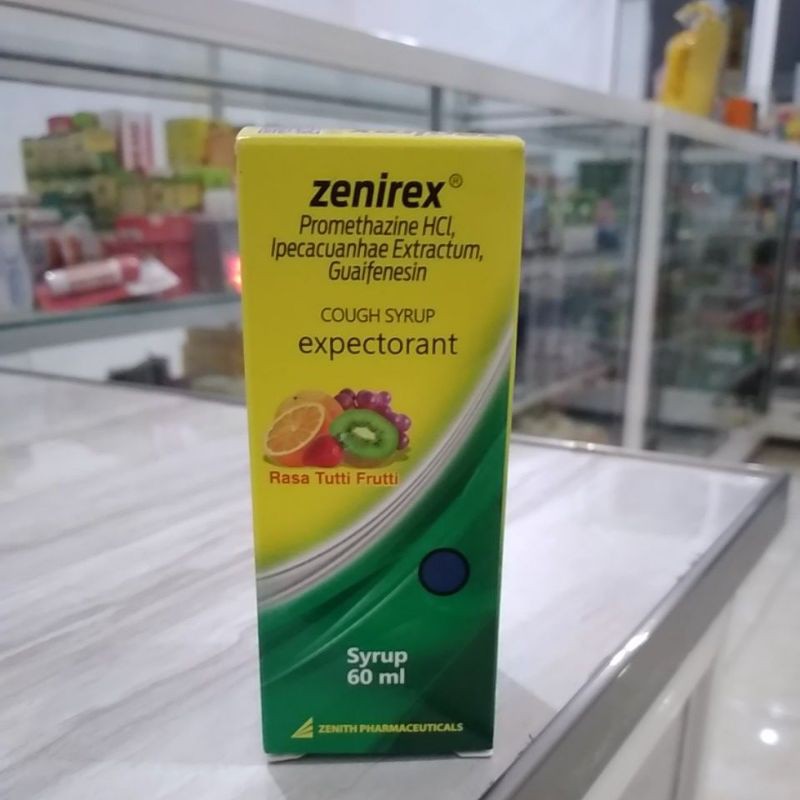 zenirex®
Promethazine HCl,
Ipecacuanhae Extractum,
Guaifenesin
COUGH SYRUP
expectorant
Rasa Tutti Frutti
Syrup
60 ml
ZENITH PHARMACEUTICALS